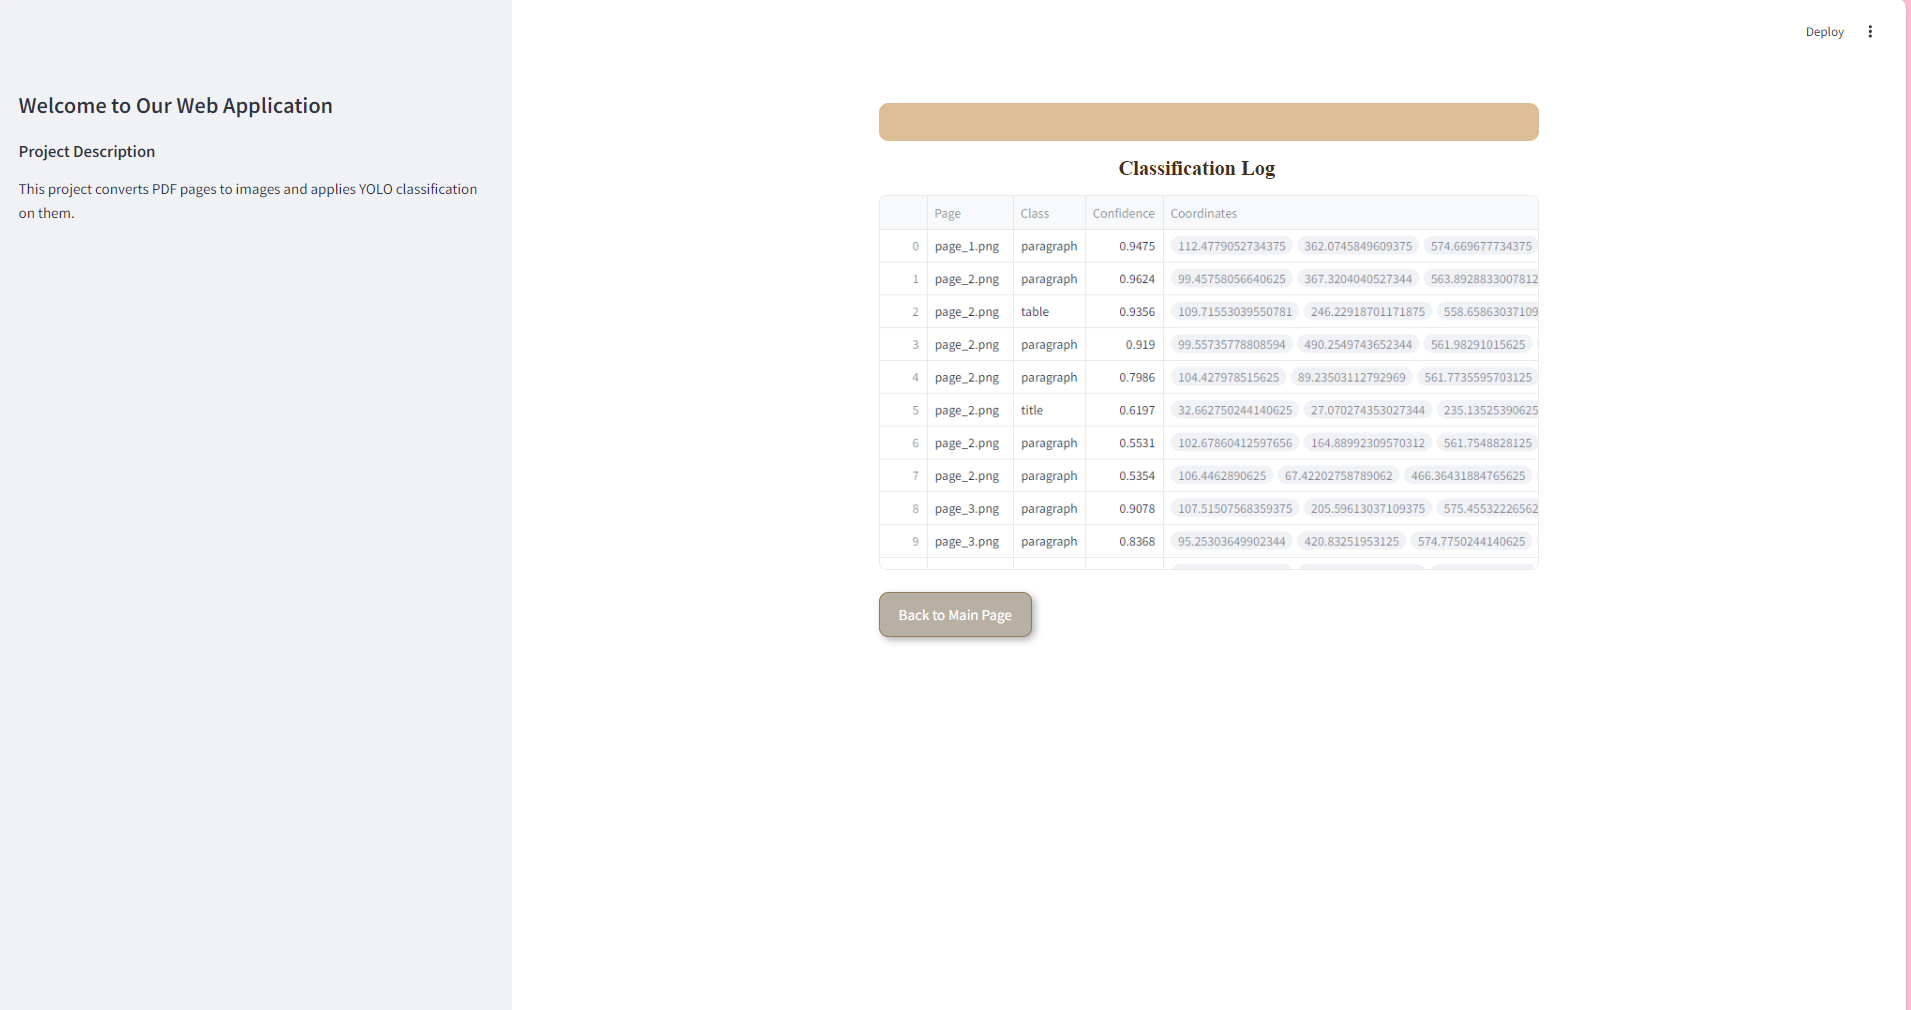 Deploy
Welcome to Our Web Application
Project Description
This project converts PDF pages to images and applies YOLO classification
on them.
Classification Log
Page Class Confidence Coordinates
0 page_1.png paragraph 0.9475 112.4779052734375 362.0745849609375 574.669677734375
1 page_2.png paragraph 0.9624 99.45758056640625 367.3204040527344 563.8928833007812
2 page_2.png table 0.9356 109.71553039550781 246.22918701171875 558.65863037109
3 page_2.png paragraph 0.919 99.55735778808594 490.2549743652344 561.98291015625
4 page_2.png paragraph 0.7986 104.427978515625 89.23503112792969 561.7735595703125
5 page_2.png title 0.6197 32.662750244140625 27.070274353027344 235.13525390625
6 page_2.png paragraph 0.5531 102.67860412597656 164.88992309570312 561.7548828125
7 page_2.png paragraph 0.5354 106.4462890625 67.42202758789062 466.36431884765625
8 page_3.png paragraph 0.9078 107.51507568359375 205.59613037109375 575.45532226562
9 page_3.png paragraph 0.8368 95.25303649902344 420.83251953125 574.7750244140625
Back to Main Page